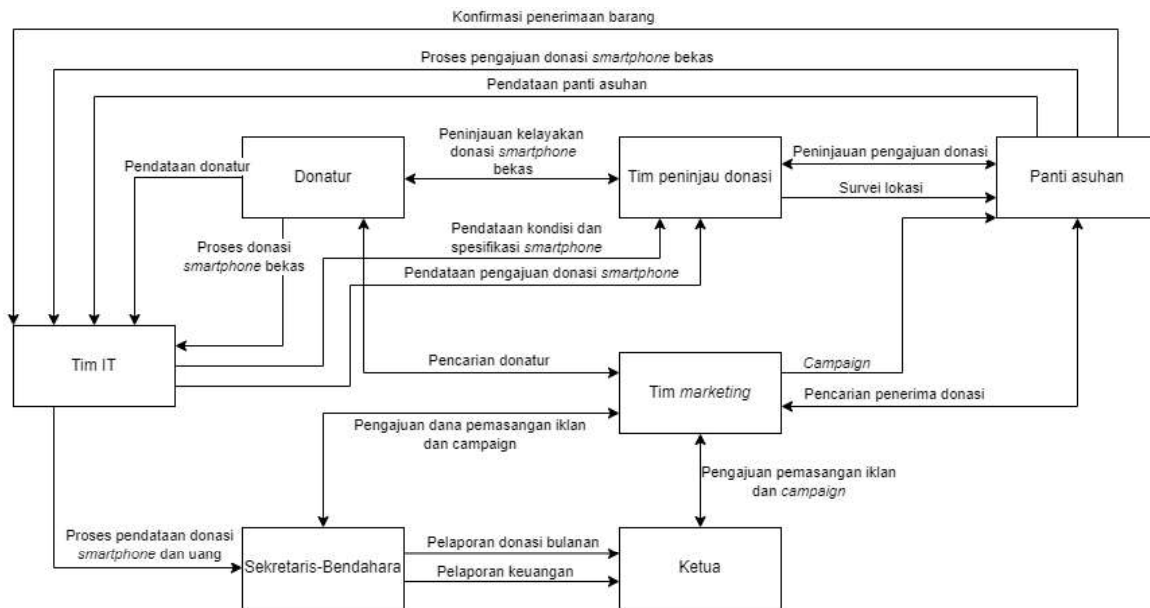 Konfirmasi penerimaan barang
Proses pengajuan donasi smartphone bekas
Pendataan panti asuhan
Pendataan donatur
Donatur
Peninjauan kelayakan
donasi smartphone
bekas
Tim peninjau donasi
Peninjauan pengajuan donasi
Survei lokasi
Panti asuhan
Proses donasi
smartphone bekas
Pendataan kondisi dan
spesifikasi smartphone
Pendataan pengajuan donasi smartphone
Tim IT
Pencarian donatur
Tim marketing
Campaign
Pencarian penerima donasi
Pengajuan dana pemasangan iklan
dan campaign
Pengajuan pemasangan iklan
dan campaign
Proses pendataan donasi
smartphone dan uang
Sekretaris-Bendahara
Pelaporan donasi bulanan
Pelaporan keuangan
Ketua